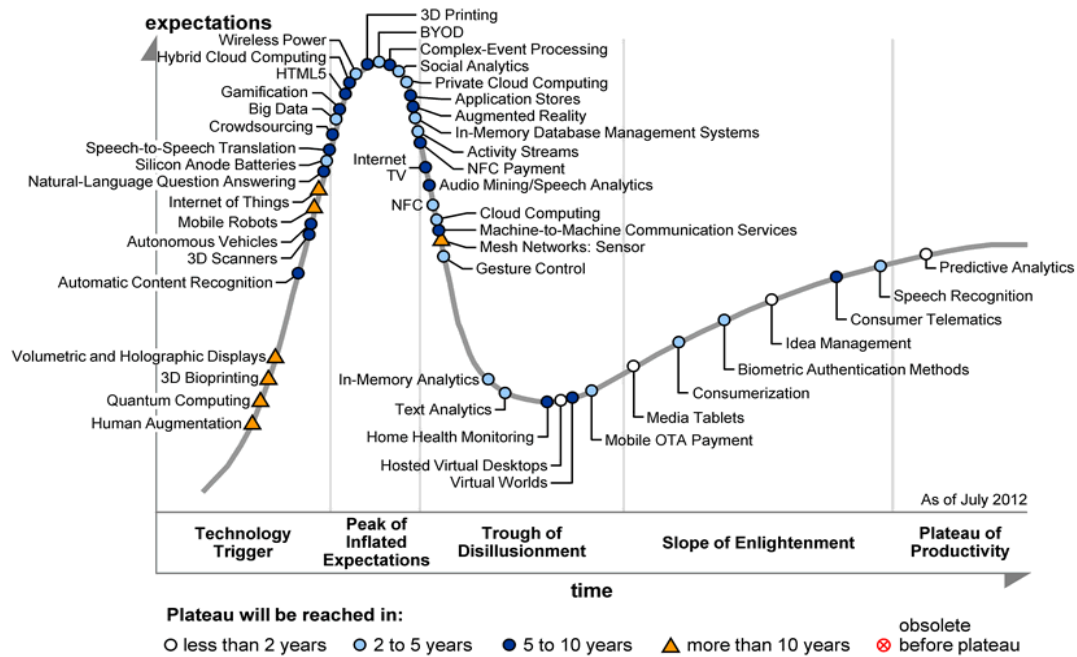 expectations
3D Printing
BYOD
Wireless Power
Complex-Event Processing
Hybrid Cloud Computing
Social Analytics
HTML5
Private Cloud Computing
Gamification
Application Stores
Big Data
Augmented Reality
Crowdsourcing
In-Memory Database Management Systems
Speech-to-Speech Translation
Activity Streams
Silicon Anode Batteries
NFC Payment
Internet
TV
Natural-Language Question Answering
Audio Mining/Speech Analytics
Internet of Things
NFC
Mobile Robots
Cloud Computing
Machine-to-Machine Communication Services
Autonomous Vehicles
Mesh Networks: Sensor
3D Scanners
Gesture Control
Predictive Analytics
Automatic Content Recognition
Speech Recognition
Consumer Telematics
Idea Management
Volumetric and Holographic Displays
Biometric Authentication Methods
3D Bioprinting
In-Memory Analytics
Consumerization
Quantum Computing
Text Analytics
Media Tablets
Human Augmentation
Home Health Monitoring
Mobile OTA Payment
Hosted Virtual Desktops
Virtual Worlds
As of July 2012
Technology
Trigger
Peak of
Inflated
Expectations
Trough of
Disillusionment
Slope of Enlightenment
Plateau of
Productivity
time
Plateau will be reached in:
less than 2 years
2 to 5 years
5 to 10 years
more than 10 years
obsolete
before plateau